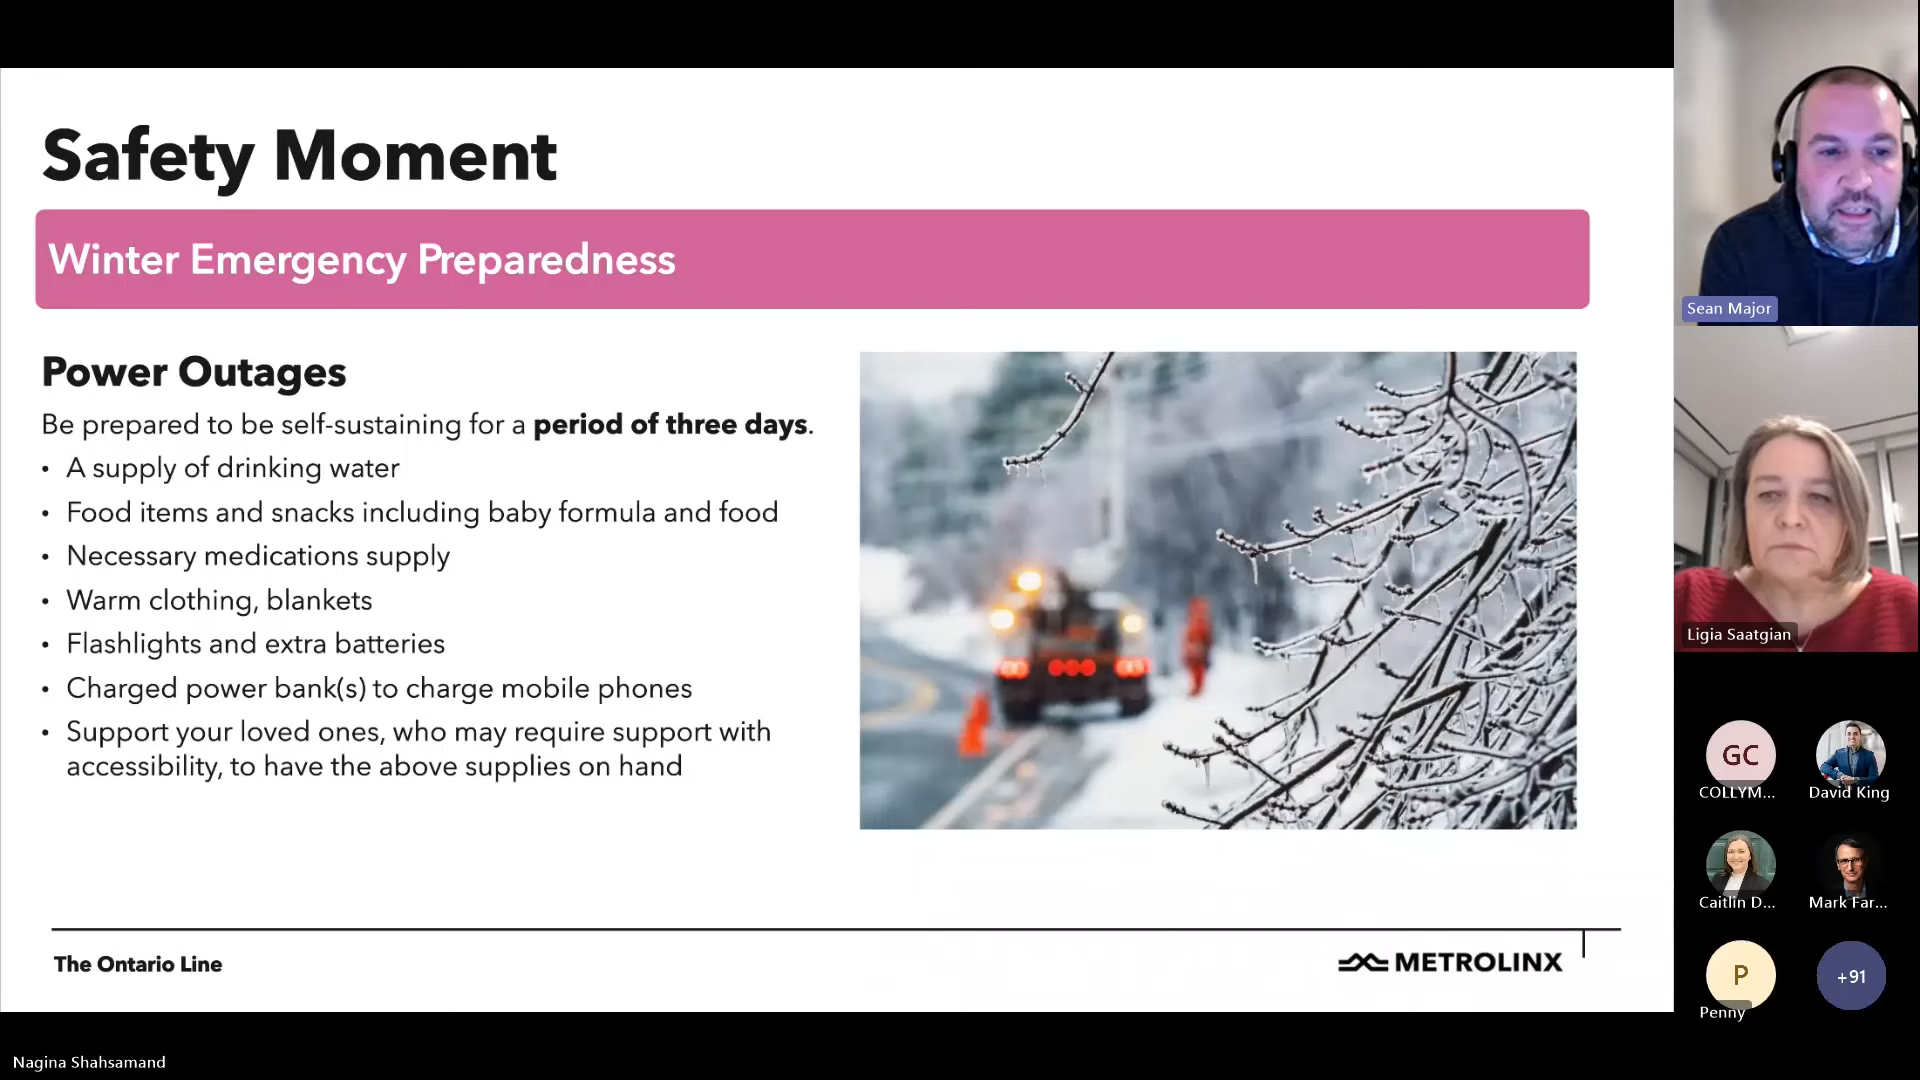 Safety Moment
Winter Emergency Preparedness
Power Outages
Be prepared to be self-sustaining for a period of three days.
• A supply of drinking water
• Food items and snacks including baby formula and food
• Necessary medications supply
• Warm clothing, blankets
• Flashlights and extra batteries
• Charged power bank(s) to charge mobile phones
• Support your loved ones, who may require support with
accessibility, to have the above supplies on hand
The Ontario Line
METROLINX
Sean Major
Ligia Saatgian
GC
COLLYM...
David King
Caitlin D...
Mark Far...
P
Penny
+91
Nagina Shahsamand